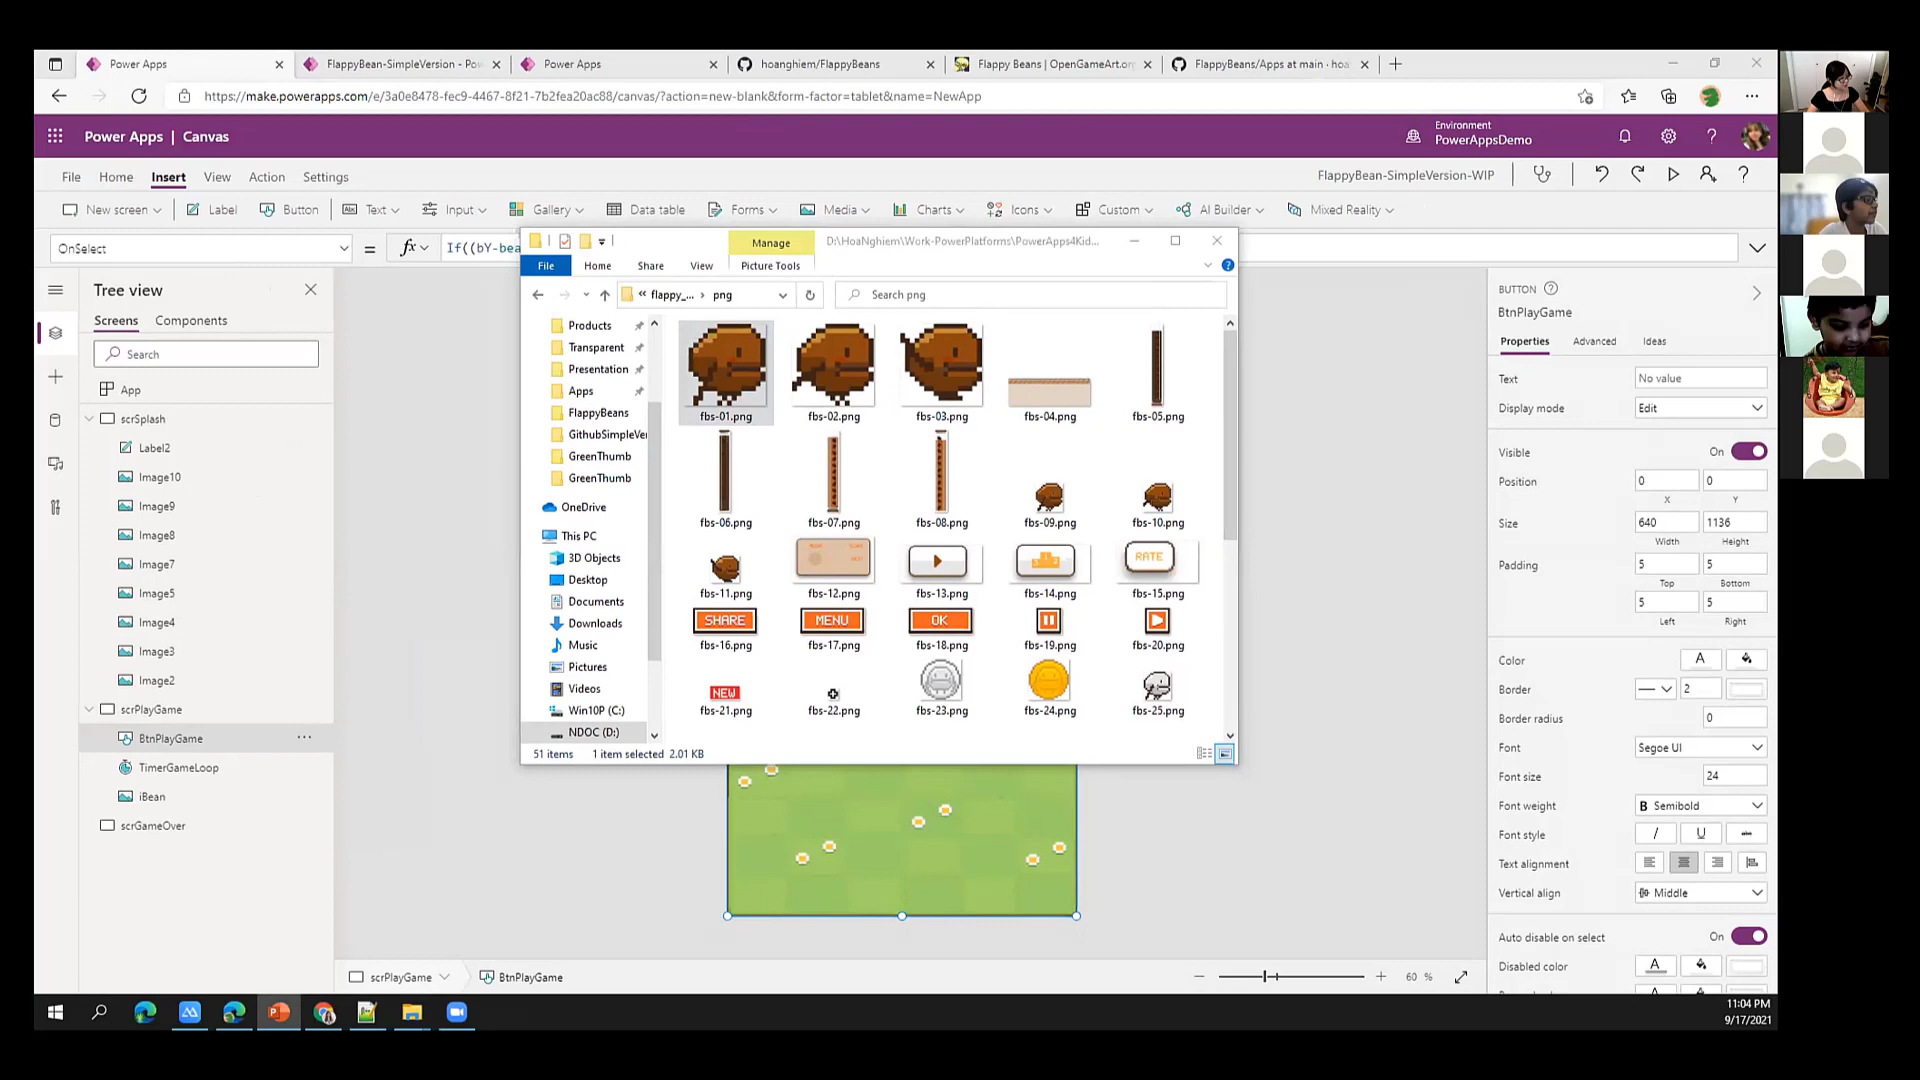 Power Apps
FlappyBean-SimpleVersion - Pow
Power Apps
hoanghiem/FlappyBeans
Flappy Beans | OpenGameArt.or
FlappyBeans/Apps at main · hoa
https://make.powerapps.com/e/3a0e8478-fec9-4467-8f21-7b2fea20ac88/canvas/?action=new-blank&form-factor=tablet&name=NewApp
Power Apps | Canvas
Environment
PowerAppsDemo
File Home Insert View Action Settings
FlappyBean-SimpleVersion-WIP
New screen Label Button Text Input Gallery Data table Forms Media Charts Icons Custom AI Builder Mixed Reality
OnSelect = fx If((bY-bea
Manage
D:\HoaNghiem\Work-PowerPlatforms\PowerApps4Kid...
File Home Share View Picture Tools
« flappy_... › png
Search png
Tree view
Screens Components
Search
App
scrSplash
Label2
Image10
Image9
Image8
Image7
Image5
Image4
Image3
Image2
scrPlayGame
BtnPlayGame
TimerGameLoop
iBean
scrGameOver
Products
Transparent
Presentation
Apps
FlappyBeans
GithubSimpleVer
GreenThumb
GreenThumb
OneDrive
This PC
3D Objects
Desktop
Documents
Downloads
Music
Pictures
Videos
Win10P (C:)
NDOC (D:)
fbs-01.png fbs-02.png fbs-03.png fbs-04.png fbs-05.png
fbs-06.png fbs-07.png fbs-08.png fbs-09.png fbs-10.png
RATE
fbs-11.png fbs-12.png fbs-13.png fbs-14.png fbs-15.png
SHARE MENU OK
fbs-16.png fbs-17.png fbs-18.png fbs-19.png fbs-20.png
NEW
fbs-21.png fbs-22.png fbs-23.png fbs-24.png fbs-25.png
51 items 1 item selected 2.01 KB
BUTTON
BtnPlayGame
Properties Advanced Ideas
Text No value
Display mode Edit
Visible On
Position 0 0
X Y
Size 640 1136
Width Height
Padding 5 5
Top Bottom
5 5
Left Right
Color A
Border 2
Border radius 0
Font Segoe UI
Font size 24
Font weight B Semibold
Font style / U abc
Text alignment
Vertical align Middle
Auto disable on select On
Disabled color A
scrPlayGame BtnPlayGame
60 %
11:04 PM
9/17/2021